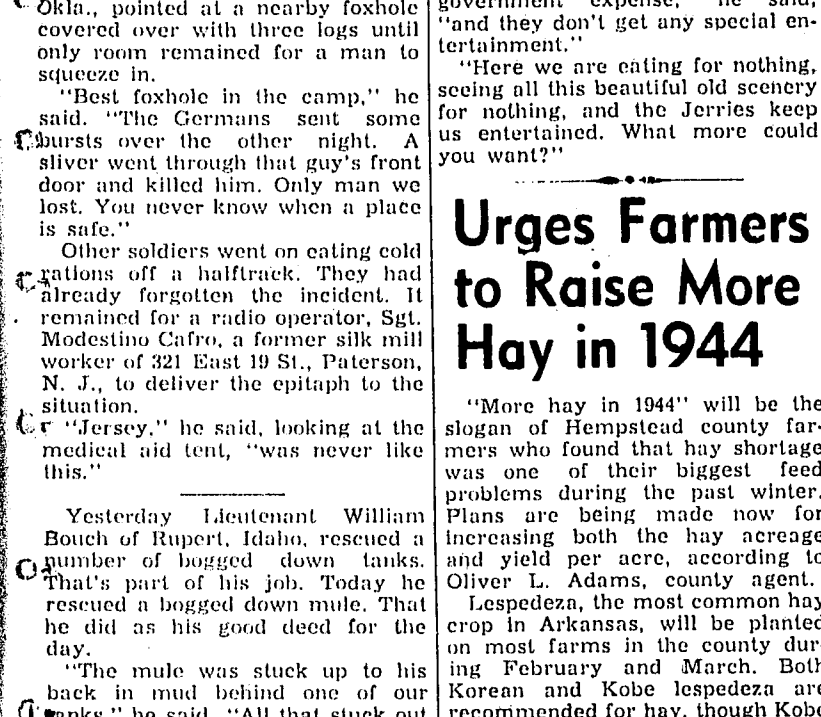 Okla., pointed at a nearby foxhole
covered over with three logs until
only room remained for a man to
squeeze in.
"Best foxhole in the camp," he
said. "The Germans sent some
bursts over the other night. A
sliver went through that guy's front
door and killed him. Only man we
lost. You never know when a place
is safe."
Other soldiers went on eating cold
rations off a halftrack. They had
already forgotten the incident. It
remained for a radio operator, Sgt.
Modestino Cafro, a former silk mill
worker of 321 East 19 St., Paterson,
N. J., to deliver the epitaph to the
situation.
"Jersey," he said, looking at the
medical aid tent, "was never like
this."
Yesterday Lieutenant William
Bouch of Rupert, Idaho, rescued a
number of bogged down tanks.
That's part of his job. Today he
rescued a bogged down mule. That
he did as his good deed for the
day.
"The mule was stuck up to his
back in mud behind one of our
he said. "All that stuck out
government expense," he said,
"and they don't get any special en-
tertainment."
"Here we are eating for nothing,
seeing all this beautiful old scenery
for nothing, and the Jerries keep
us entertained. What more could
you want?"
Urges Farmers
to Raise More
Hay in 1944
"More hay in 1944" will be the
slogan of Hempstead county far-
mers who found that hay shortage
was one of their biggest feed
problems during the past winter.
Plans are being made now for
increasing both the hay acreage
and yield per acre, according to
Oliver L. Adams, county agent.
Lespedeza, the most common hay
crop in Arkansas, will be planted
on most farms in the county dur
ing February and March. Both
Korean and Kobe lespedeza are
recommended for hay, though Kobe